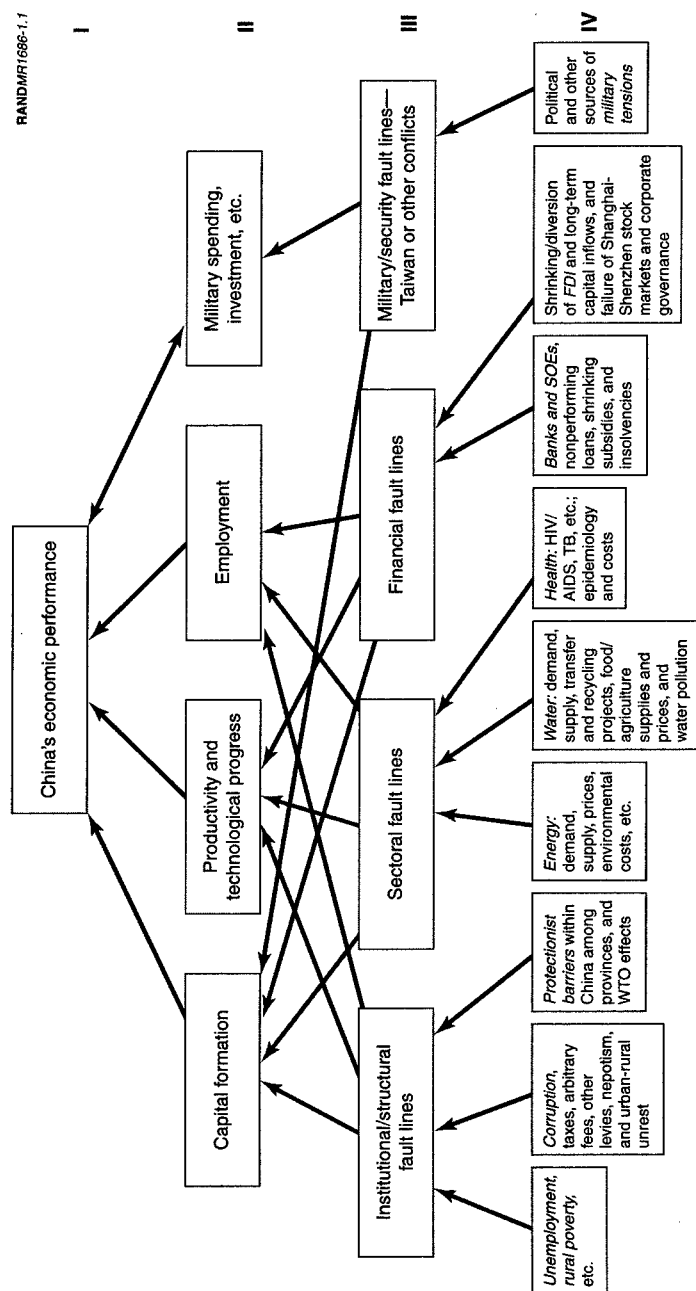 RANDMR1686-1.1
I
China's economic performance
II
Capital formation
Productivity and
technological progress
Employment
Military spending,
investment, etc.
III
Institutional/structural
fault lines
Sectoral fault lines
Financial fault lines
Military/security fault lines—
Taiwan or other conflicts
IV
Unemployment,
rural poverty,
etc.
Corruption,
taxes, arbitrary
fees, other
levies, nepotism,
and urban-rural
unrest
Protectionist
barriers within
China among
provinces, and
WTO effects
Energy:
demand,
supply, prices,
environmental
costs, etc.
Water: demand,
supply, transfer
and recycling
projects, food/
agriculture
supplies and
prices, and
water pollution
Health: HIV/
AIDS, TB, etc.;
epidemiology
and costs
Banks and SOEs,
nonperforming
loans, shrinking
subsidies, and
insolvencies
Shrinking/diversion
of FDI and long-term
capital inflows, and
failure of Shanghai-
Shenzhen stock
markets and corporate
governance
Political
and other
sources of
military
tensions